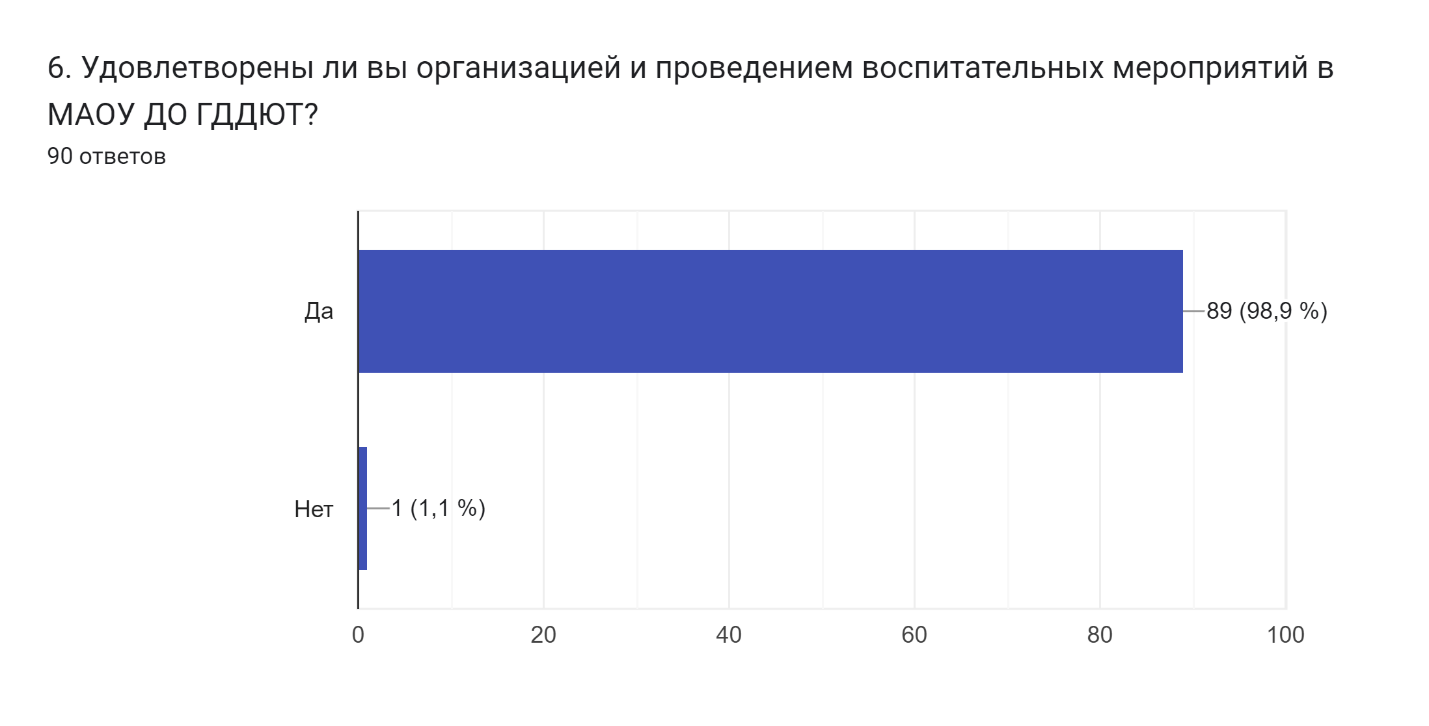 6. Удовлетворены ли вы организацией и проведением воспитательных мероприятий в
МАОУ ДО ГДДЮТ?
90 ответов
Да
89 (98,9 %)
Нет
1 (1,1 %)
0
20
40
60
80
100